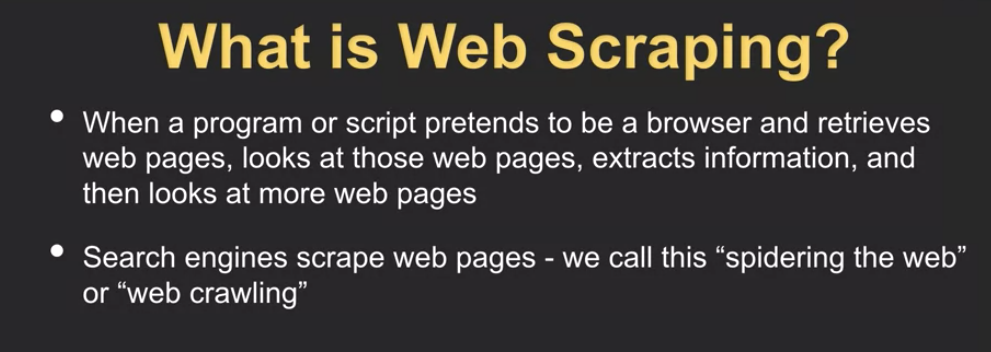 What is Web Scraping?
• When a program or script pretends to be a browser and retrieves
web pages, looks at those web pages, extracts information, and
then looks at more web pages
• Search engines scrape web pages - we call this “spidering the web”
or “web crawling”